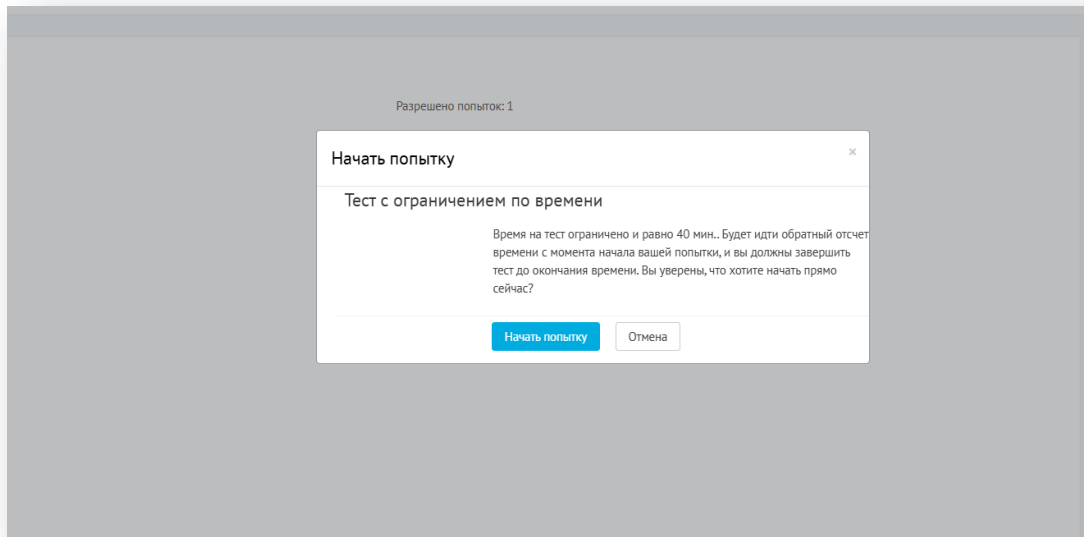 Разрешено попыток: 1
Начать попытку
×
Тест с ограничением по времени
Время на тест ограничено и равно 40 мин.. Будет идти обратный отсчет
времени с момента начала вашей попытки, и вы должны завершить
тест до окончания времени. Вы уверены, что хотите начать прямо
сейчас?
Начать попытку
Отмена